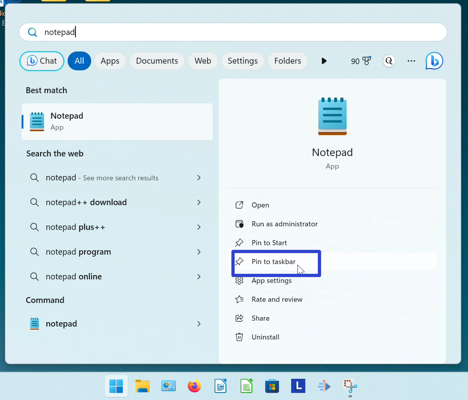 notepad
Chat
All
Apps
Documents
Web
Settings
Folders
90
R
Best match
Notepad
App
Search the web
notepad - See more search results
notepad++ download
notepad plus++
notepad program
notepad online
Command
notepad
Notepad
App
Open
Run as administrator
Pin to Start
Pin to taskbar
App settings
Rate and review
Share
Uninstall
L